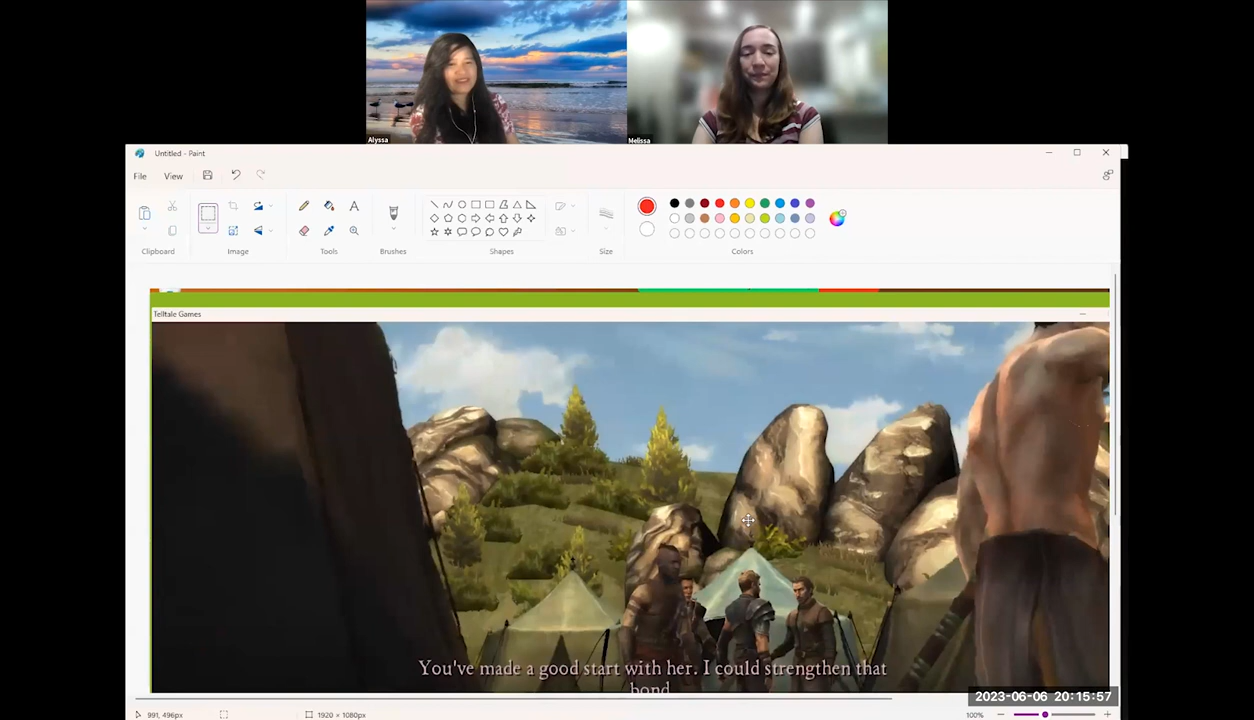 Alyssa
Melissa
Untitled - Paint
File
View
A
Clipboard
Image
Tools
Brushes
Shapes
Size
Colors
Telltale Games
You've made a good start with her. I could strengthen that
bond.
2023-06-06 20:15:57
991, 496px
1920 × 1080px
100%